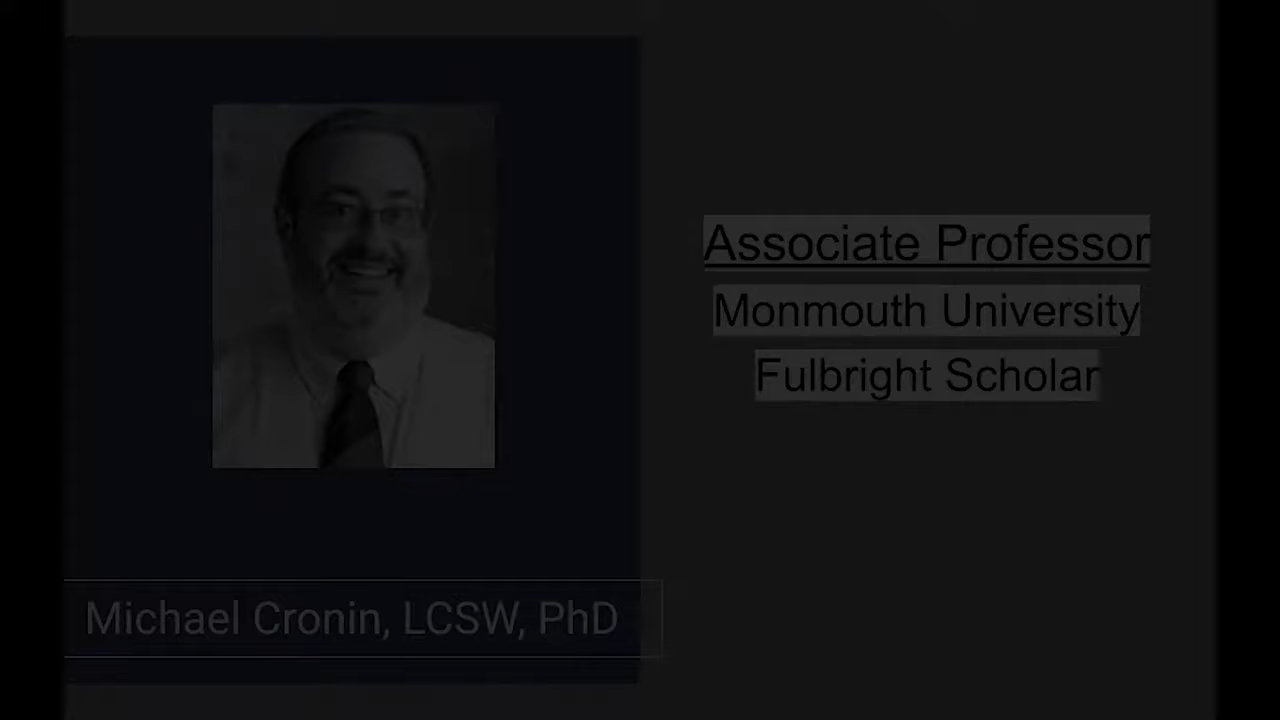 Associate Professor
Monmouth University
Fulbright Scholar
Michael Cronin, LCSW, PhD